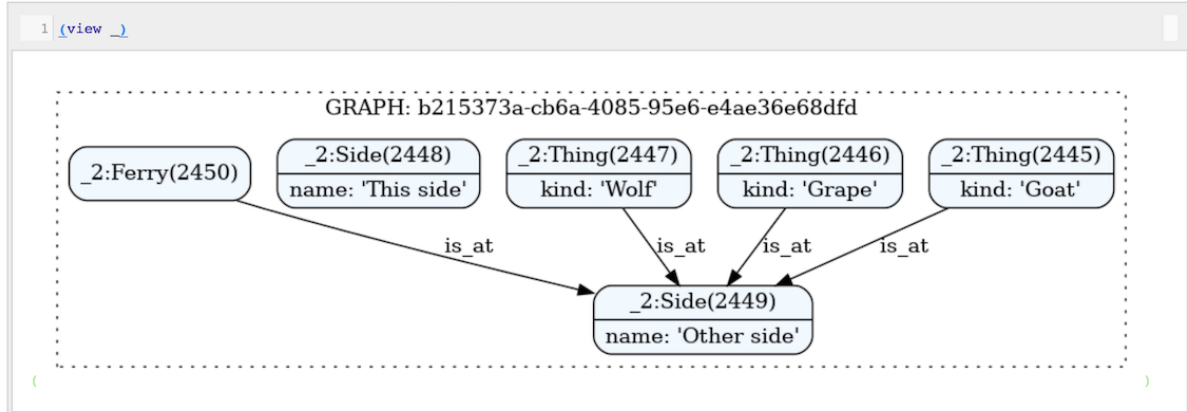 1 (view _)
GRAPH: b215373a-cb6a-4085-95e6-e4ae36e68dfd
_2:Ferry(2450)
_2:Side(2448)
name: 'This side'
_2:Thing(2447)
kind: 'Wolf'
_2:Thing(2446)
kind: 'Grape'
_2:Thing(2445)
kind: 'Goat'
is_at
is_at
is_at
is_at
_2:Side(2449)
name: 'Other side'
( )